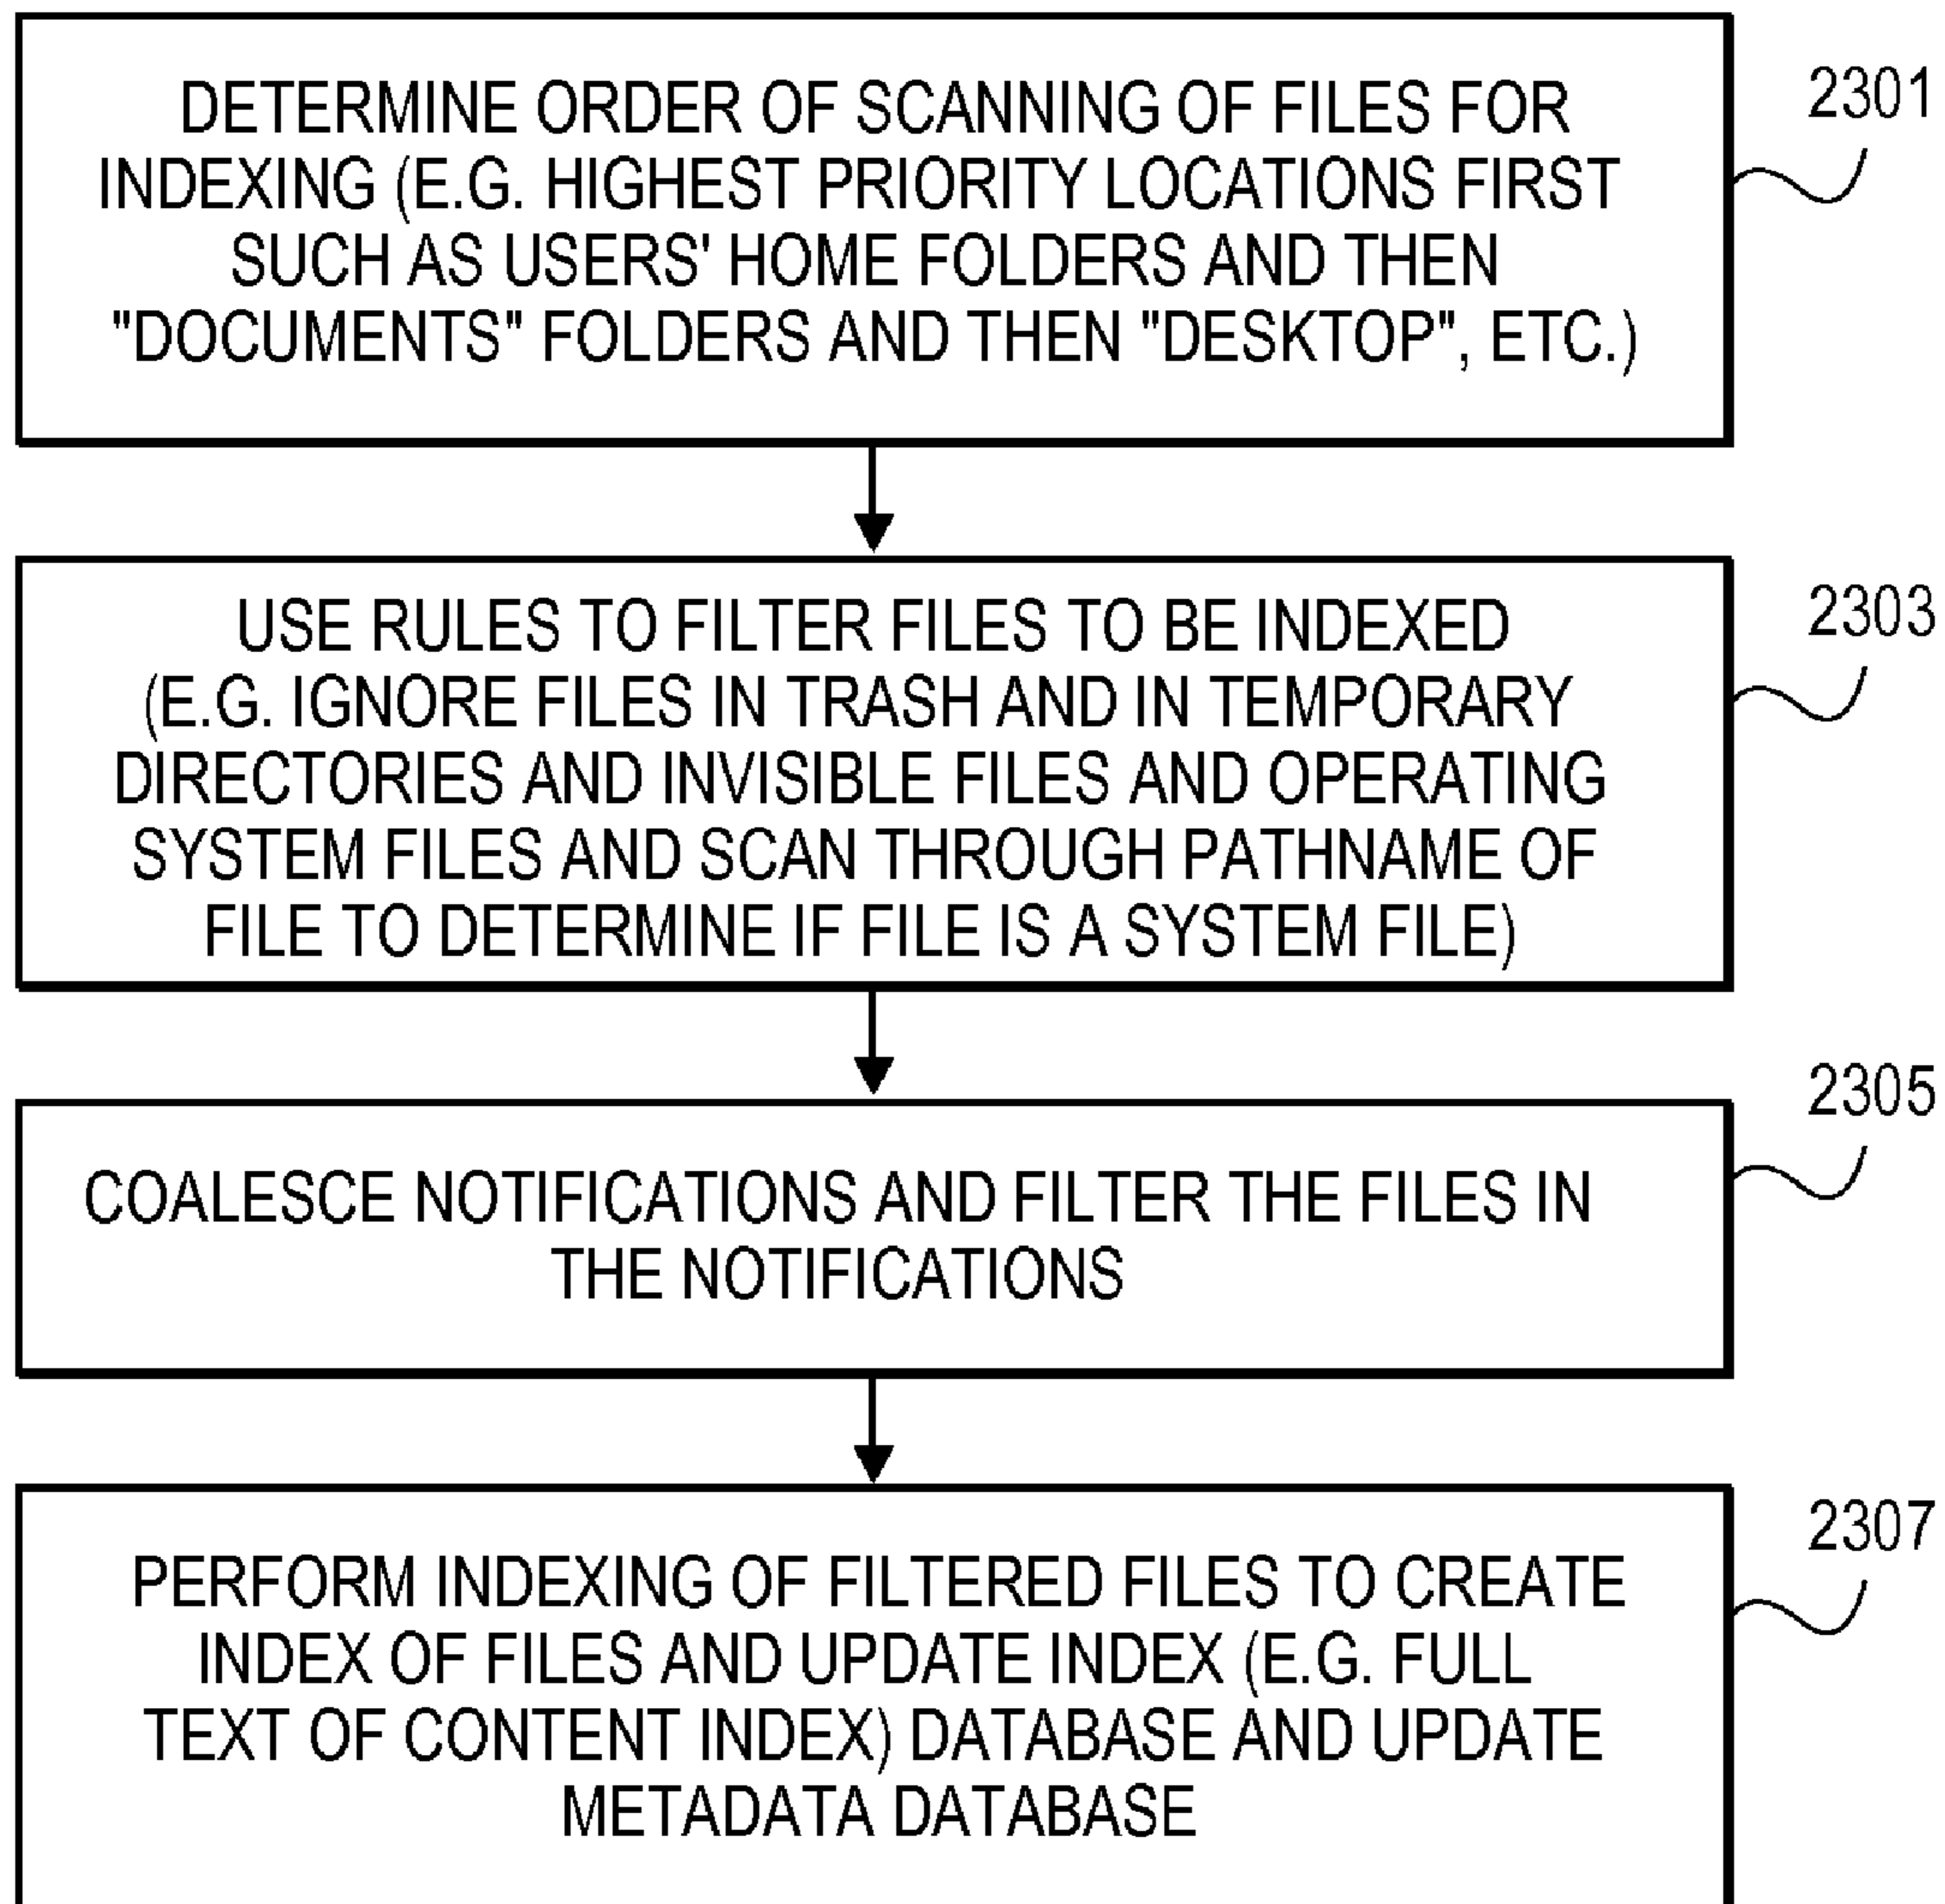 DETERMINE ORDER OF SCANNING OF FILES FOR
INDEXING (E.G. HIGHEST PRIORITY LOCATIONS FIRST
SUCH AS USERS' HOME FOLDERS AND THEN
"DOCUMENTS" FOLDERS AND THEN "DESKTOP", ETC.)
2301
USE RULES TO FILTER FILES TO BE INDEXED
(E.G. IGNORE FILES IN TRASH AND IN TEMPORARY
DIRECTORIES AND INVISIBLE FILES AND OPERATING
SYSTEM FILES AND SCAN THROUGH PATHNAME OF
FILE TO DETERMINE IF FILE IS A SYSTEM FILE)
2303
COALESCE NOTIFICATIONS AND FILTER THE FILES IN
THE NOTIFICATIONS
2305
PERFORM INDEXING OF FILTERED FILES TO CREATE
INDEX OF FILES AND UPDATE INDEX (E.G. FULL
TEXT OF CONTENT INDEX) DATABASE AND UPDATE
METADATA DATABASE
2307